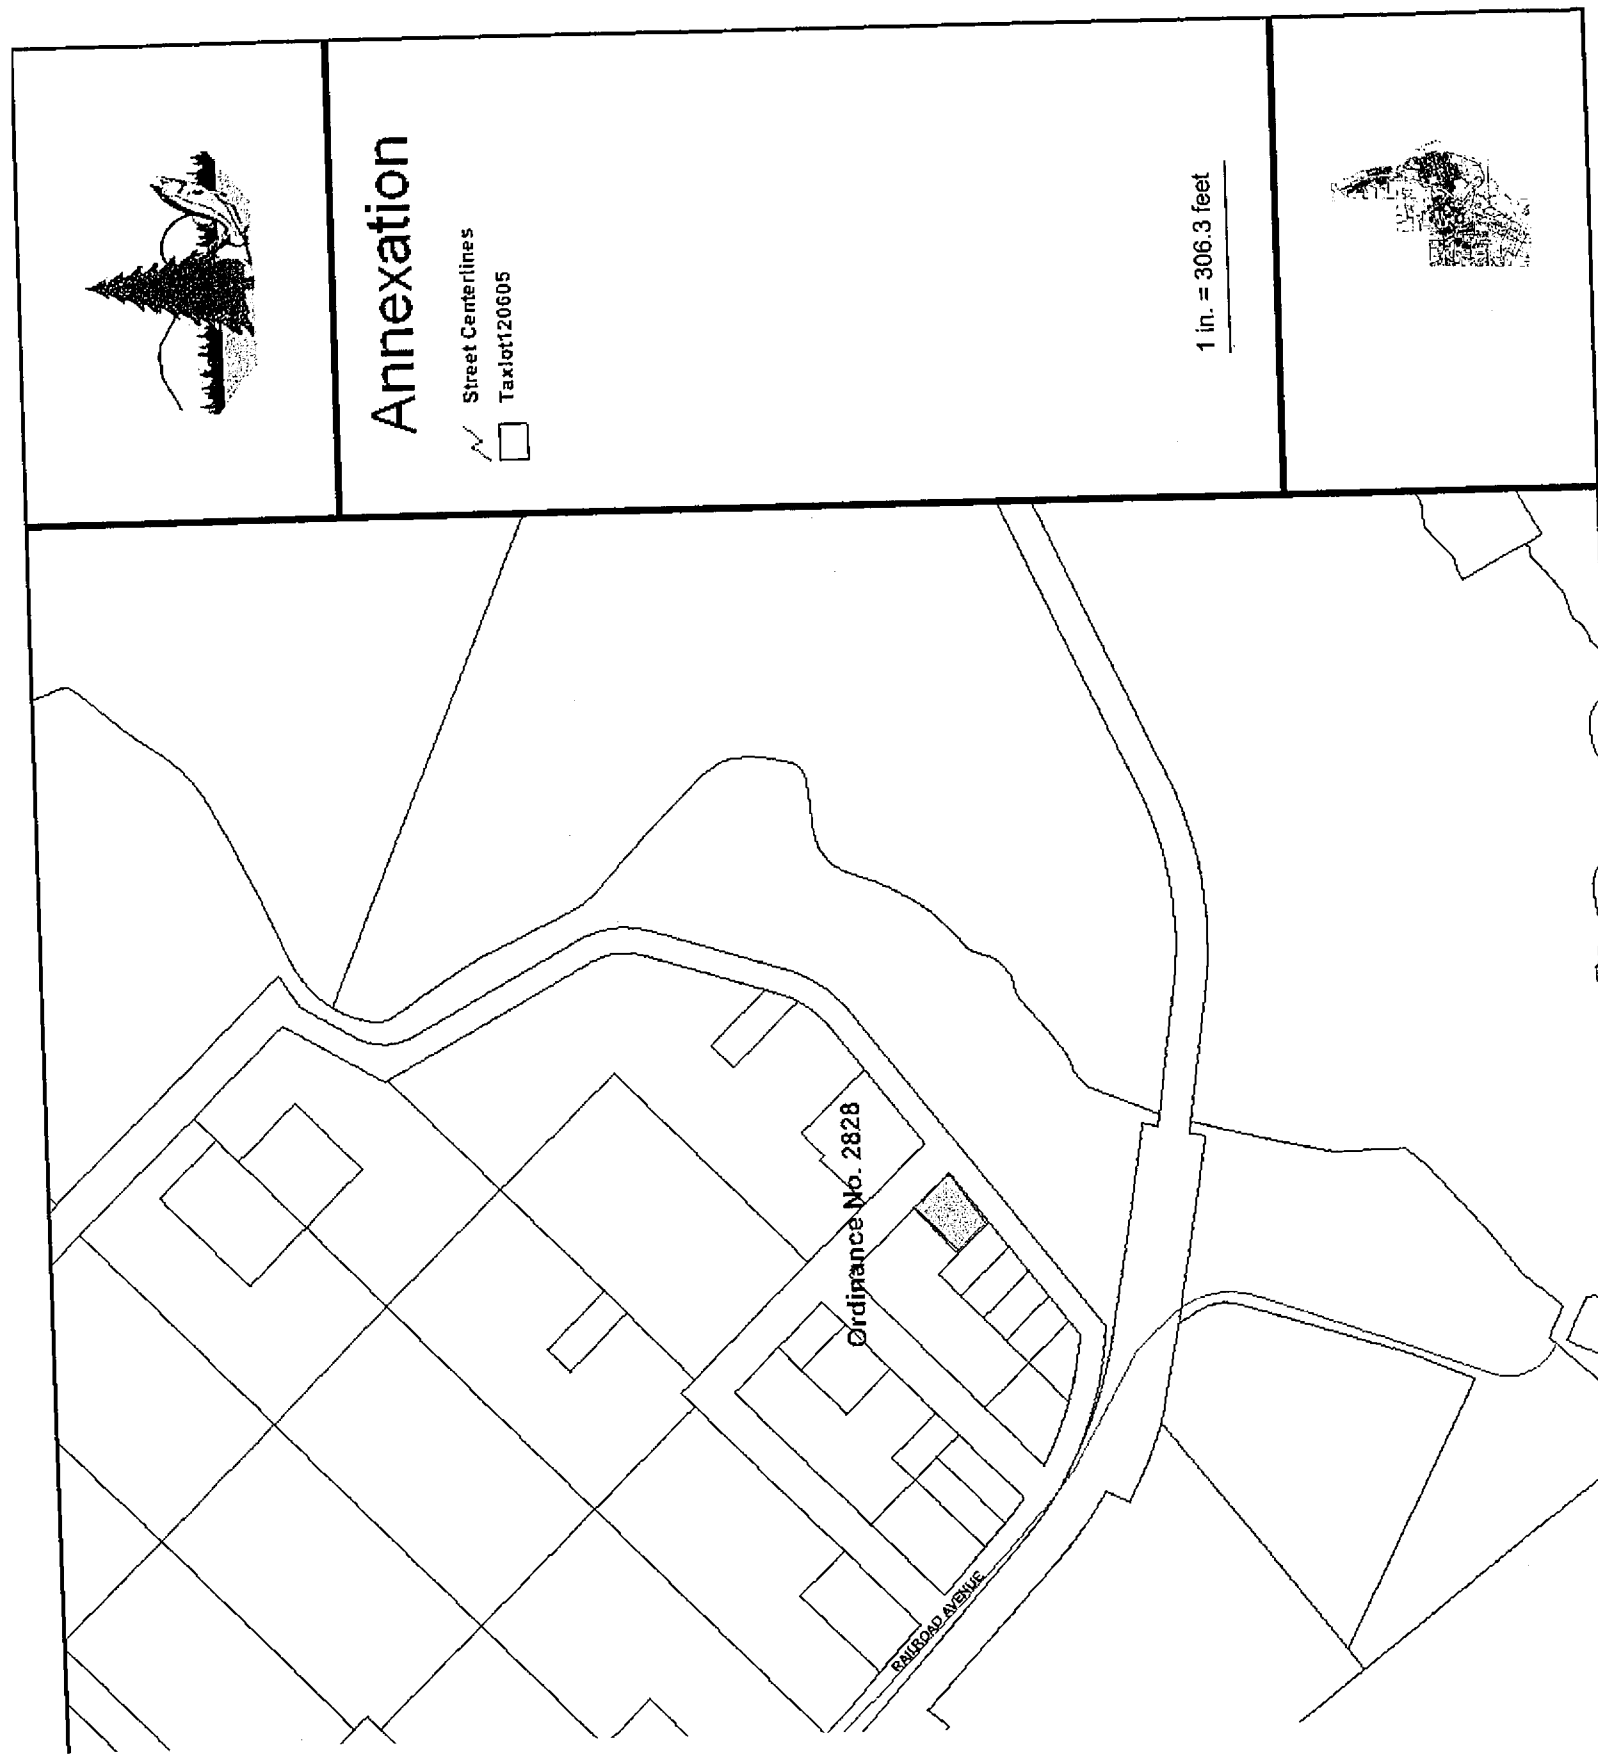 Annexation
Street Centerlines
Taxlot120605
1 in. = 306.3 feet
Ordinance No. 2828
RAILROAD AVENUE